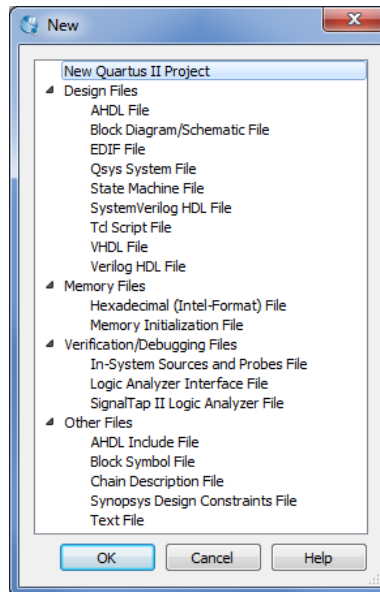 New
New Quartus II Project
Design Files
AHDL File
Block Diagram/Schematic File
EDIF File
Qsys System File
State Machine File
SystemVerilog HDL File
Tcl Script File
VHDL File
Verilog HDL File
Memory Files
Hexadecimal (Intel-Format) File
Memory Initialization File
Verification/Debugging Files
In-System Sources and Probes File
Logic Analyzer Interface File
SignalTap II Logic Analyzer File
Other Files
AHDL Include File
Block Symbol File
Chain Description File
Synopsys Design Constraints File
Text File
OK Cancel Help